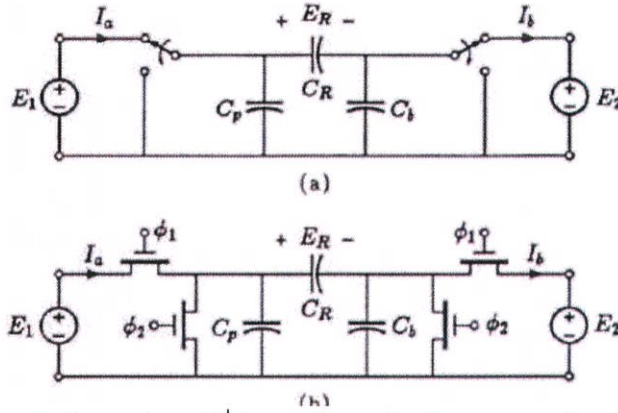 + E_R −
I_a
I_b
E_1
+
−
C_p
C_R
C_b
+
−
E_2
(a)
ϕ_1
+ E_R −
ϕ_1
I_a
I_b
E_1
+
−
ϕ_2
C_p
C_R
C_b
ϕ_2
+
−
E_2
(b)